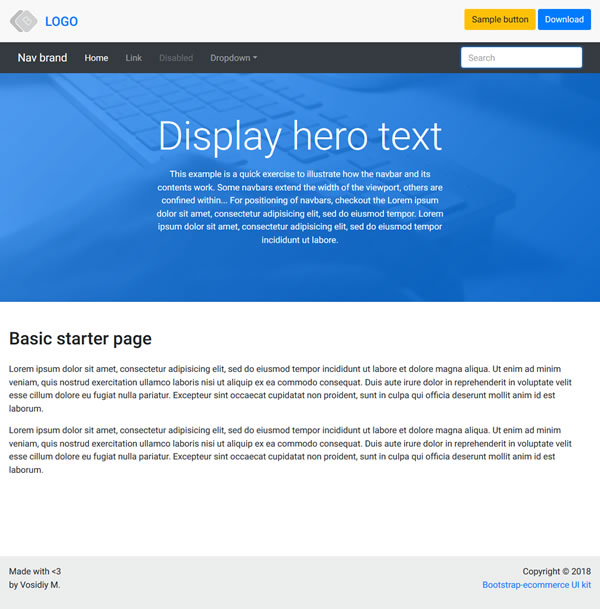 LOGO
Sample button
Download
Nav brand
Home
Link
Disabled
Dropdown
Search
Display hero text
This example is a quick exercise to illustrate how the navbar and its
contents work. Some navbars extend the width of the viewport, others are
confined within... For positioning of navbars, checkout the Lorem ipsum
dolor sit amet, consectetur adipisicing elit, sed do eiusmod tempor. Lorem
ipsum dolor sit amet, consectetur adipisicing elit, sed do eiusmod tempor
incididunt ut labore.
Basic starter page
Lorem ipsum dolor sit amet, consectetur adipisicing elit, sed do eiusmod tempor incididunt ut labore et dolore magna aliqua. Ut enim ad minim
veniam, quis nostrud exercitation ullamco laboris nisi ut aliquip ex ea commodo consequat. Duis aute irure dolor in reprehenderit in voluptate velit
esse cillum dolore eu fugiat nulla pariatur. Excepteur sint occaecat cupidatat non proident, sunt in culpa qui officia deserunt mollit anim id est
laborum.
Lorem ipsum dolor sit amet, consectetur adipisicing elit, sed do eiusmod tempor incididunt ut labore et dolore magna aliqua. Ut enim ad minim
veniam, quis nostrud exercitation ullamco laboris nisi ut aliquip ex ea commodo consequat. Duis aute irure dolor in reprehenderit in voluptate velit
esse cillum dolore eu fugiat nulla pariatur. Excepteur sint occaecat cupidatat non proident, sunt in culpa qui officia deserunt mollit anim id est
laborum.
Made with <3
by Vosidiy M.
Copyright © 2018
Bootstrap-ecommerce UI kit